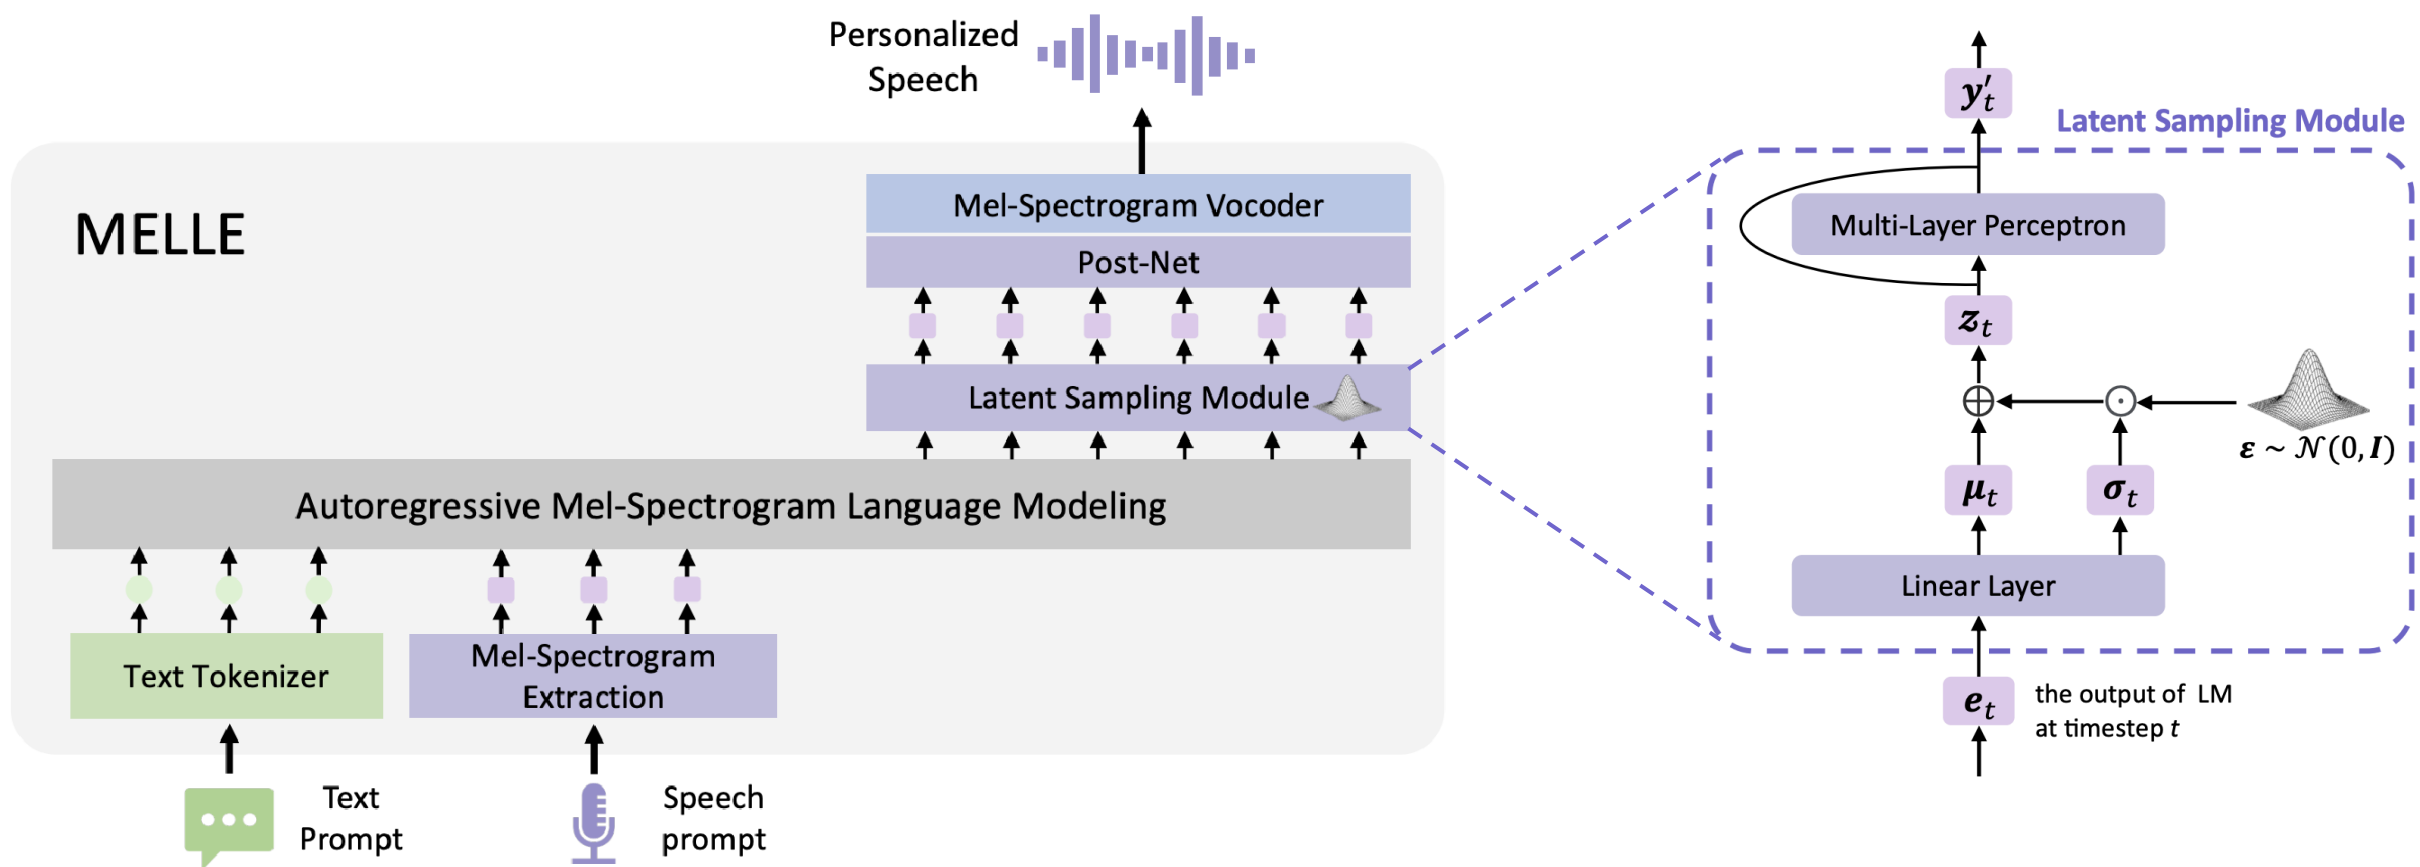 Personalized
Speech
MELLE
Mel-Spectrogram Vocoder
Post-Net
Latent Sampling Module
Autoregressive Mel-Spectrogram Language Modeling
Text Tokenizer
Mel-Spectrogram
Extraction
Text
Prompt
Speech
prompt
Latent Sampling Module
y′ₜ
Multi-Layer Perceptron
zₜ
ε ~ 𝒩(0, I)
μₜ
σₜ
Linear Layer
eₜ
the output of LM
at timestep t